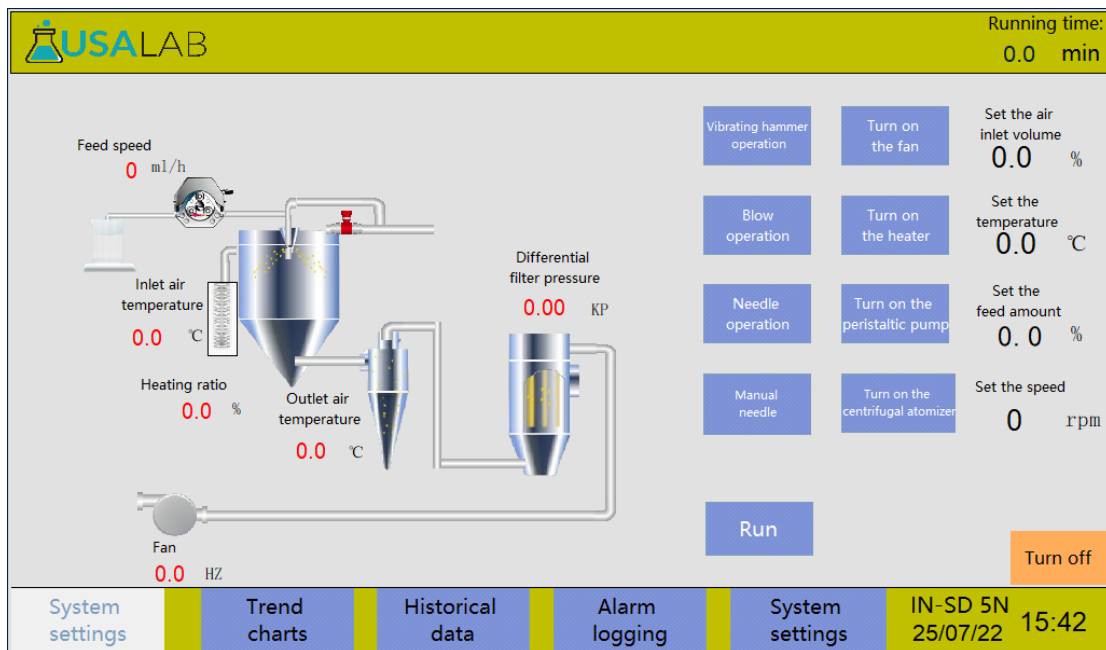 USALAB
Running time:
0.0 min
Feed speed
0 ml/h
Inlet air
temperature
0.0 ℃
Heating ratio
0.0 %
Outlet air
temperature
0.0 ℃
Differential
filter pressure
0.00 KP
Fan
0.0 HZ
Vibrating hammer
operation
Turn on
the fan
Set the air
inlet volume
0.0 %
Blow
operation
Turn on
the heater
Set the
temperature
0.0 ℃
Needle
operation
Turn on the
peristaltic pump
Set the
feed amount
0.0 %
Manual
needle
Turn on the
centrifugal atomizer
Set the speed
0 rpm
Run
Turn off
System
settings
Trend
charts
Historical
data
Alarm
logging
System
settings
IN-SD 5N
25/07/22
15:42